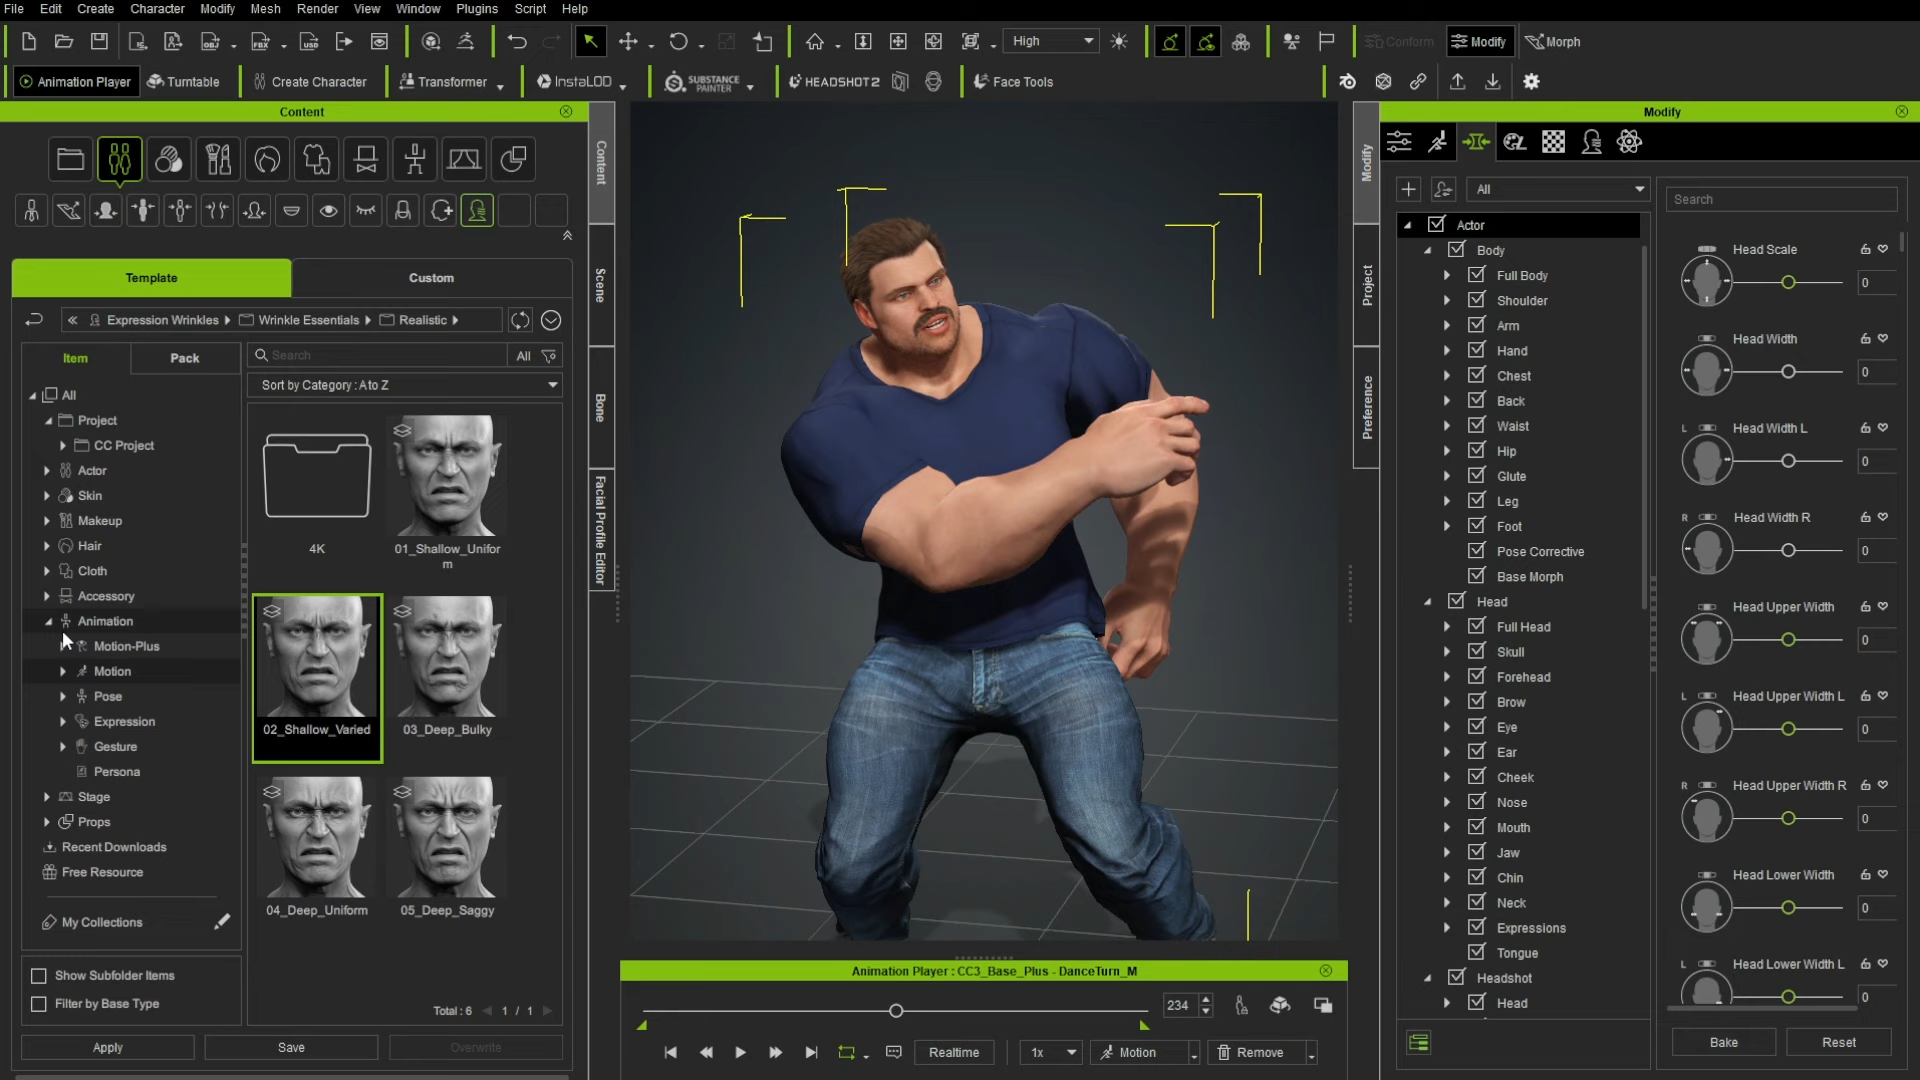 File Edit Create Character Modify Mesh Render View Window Plugins Script Help
High Conform Modify Morph
Animation Player Turntable Create Character Transformer InstaLOD SUBSTANCE PAINTER HEADSHOT 2 Face Tools
Content
Template Custom
« Expression Wrinkles Wrinkle Essentials Realistic
Item Pack
Search All
Sort by Category : A to Z
All
Project
CC Project
Actor
Skin
Makeup
Hair
Cloth
Accessory
Animation
Motion-Plus
Motion
Pose
Expression
Gesture
Persona
Stage
Props
Recent Downloads
Free Resource
My Collections
Show Subfolder Items
Filter by Base Type
4K
01_Shallow_Unifor
m
02_Shallow_Varied
03_Deep_Bulky
04_Deep_Uniform
05_Deep_Saggy
Total : 6 1 / 1
Apply Save Overwrite
Content
Scene
Bone
Facial Profile Editor
Animation Player : CC3_Base_Plus - DanceTurn_M
234
Realtime 1x Motion Remove
Modify
Project
Preference
Modify
All
Actor
Body
Full Body
Shoulder
Arm
Hand
Chest
Back
Waist
Hip
Glute
Leg
Foot
Pose Corrective
Base Morph
Head
Full Head
Skull
Forehead
Brow
Eye
Ear
Cheek
Nose
Mouth
Jaw
Chin
Neck
Expressions
Tongue
Headshot
Head
Search
Head Scale
0
Head Width
0
L Head Width L
0
R Head Width R
0
Head Upper Width
0
L Head Upper Width L
0
R Head Upper Width R
0
Head Lower Width
0
L Head Lower Width L
0
Bake Reset